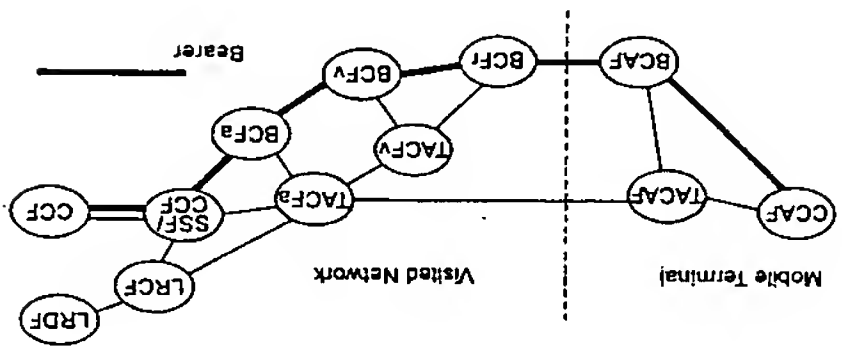 LRDF
Mobile Terminal
Visited Network
LRCF
CCAF
TACAF
TACFa
SSF/
CCF
CCF
TACFv
BCFa
BCAF
BCFr
BCFv
Bearer